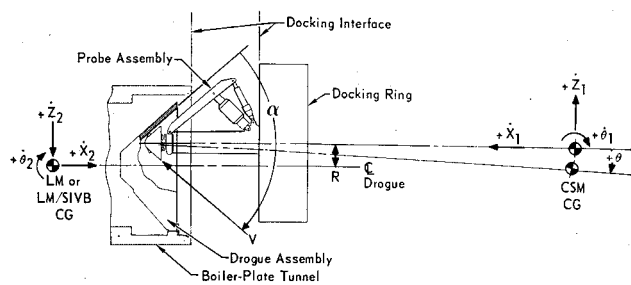 Docking Interface
Probe Assembly
Docking Ring
α
+Ż2
+Ẋ2
+θ̇2
LM or
LM/SIVB
CG
R
℄
Drogue
V
+Ż1
+Ẋ1
+θ̇1
+θ
CSM
CG
Drogue Assembly
Boiler-Plate Tunnel